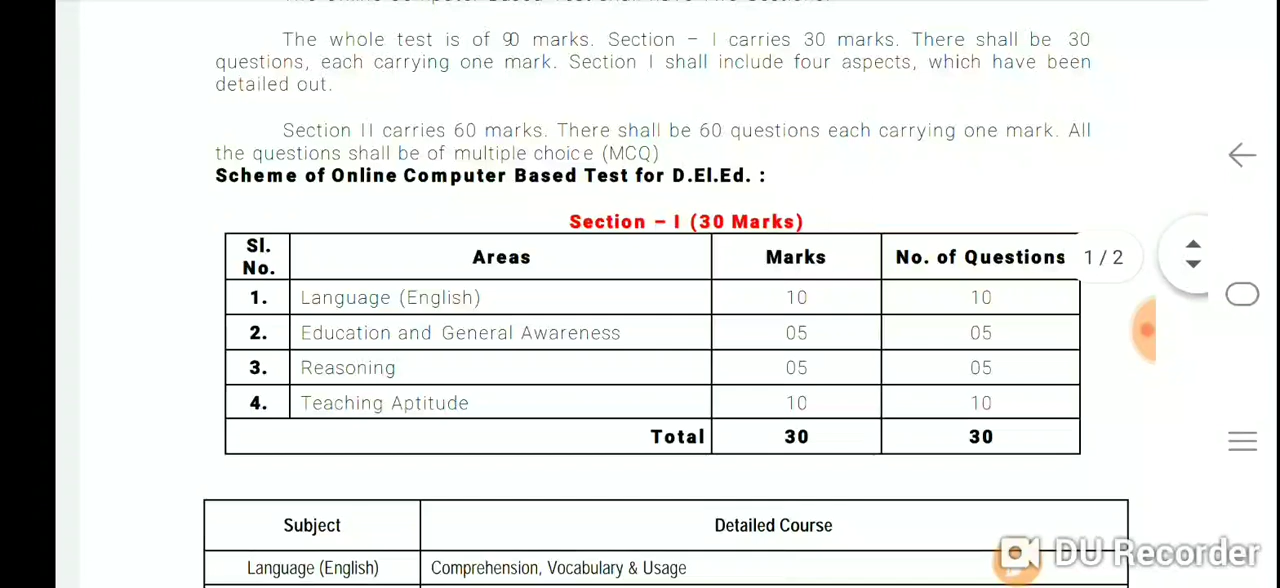 The whole test is of 90 marks. Section – I carries 30 marks. There shall be 30
questions, each carrying one mark. Section I shall include four aspects, which have been
detailed out.
Section II carries 60 marks. There shall be 60 questions each carrying one mark. All
the questions shall be of multiple choice (MCQ)
Scheme of Online Computer Based Test for D.El.Ed. :
Section – I (30 Marks)
Sl. No. Areas Marks No. of Questions 1 / 2
1. Language (English) 10 10
2. Education and General Awareness 05 05
3. Reasoning 05 05
4. Teaching Aptitude 10 10
Total 30 30
Subject Detailed Course
Language (English) Comprehension, Vocabulary & Usage
DU Recorder